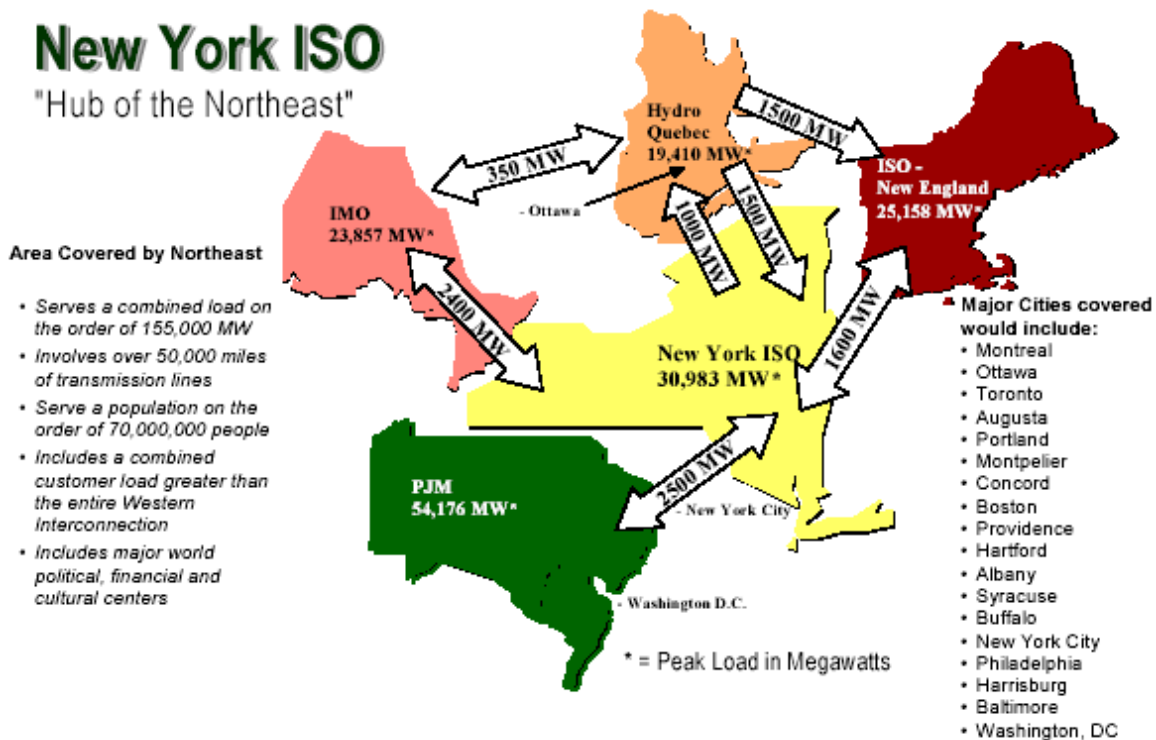 New York ISO
"Hub of the Northeast"
Area Covered by Northeast
• Serves a combined load on
the order of 155,000 MW
• Involves over 50,000 miles
of transmission lines
• Serve a population on the
order of 70,000,000 people
• Includes a combined
customer load greater than
the entire Western
Interconnection
• Includes major world
political, financial and
cultural centers
Hydro
Quebec
19,410 MW*
1500 MW
350 MW
- Ottawa
ISO -
New England
25,158 MW*
IMO
23,857 MW*
1000 MW
1500 MW
2400 MW
1600 MW
New York ISO
30,983 MW*
2500 MW
PJM
54,176 MW*
- New York City
- Washington D.C.
* = Peak Load in Megawatts
Major Cities covered
would include:
• Montreal
• Ottawa
• Toronto
• Augusta
• Portland
• Montpelier
• Concord
• Boston
• Providence
• Hartford
• Albany
• Syracuse
• Buffalo
• New York City
• Philadelphia
• Harrisburg
• Baltimore
• Washington, DC